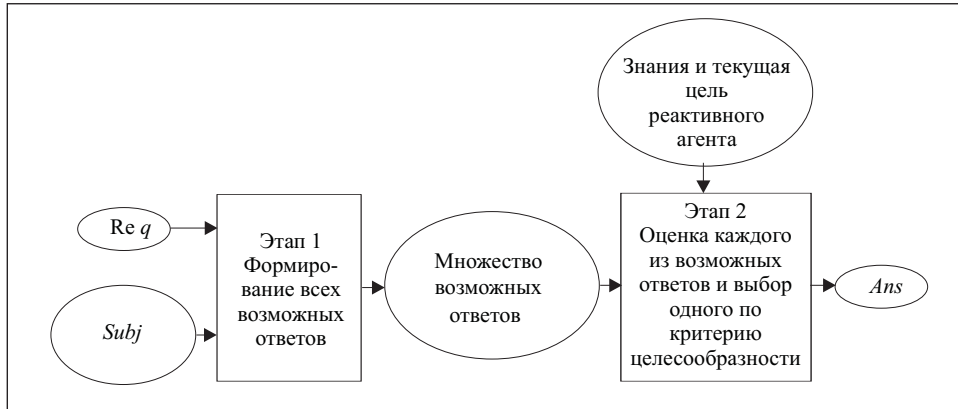 Знания и текущая
цель
реактивного
агента
Re q
Subj
Этап 1
Формиро-
вание всех
возможных
ответов
Множество
возможных
ответов
Этап 2
Оценка каждого
из возможных
ответов и выбор
одного по
критерию
целесообразности
Ans